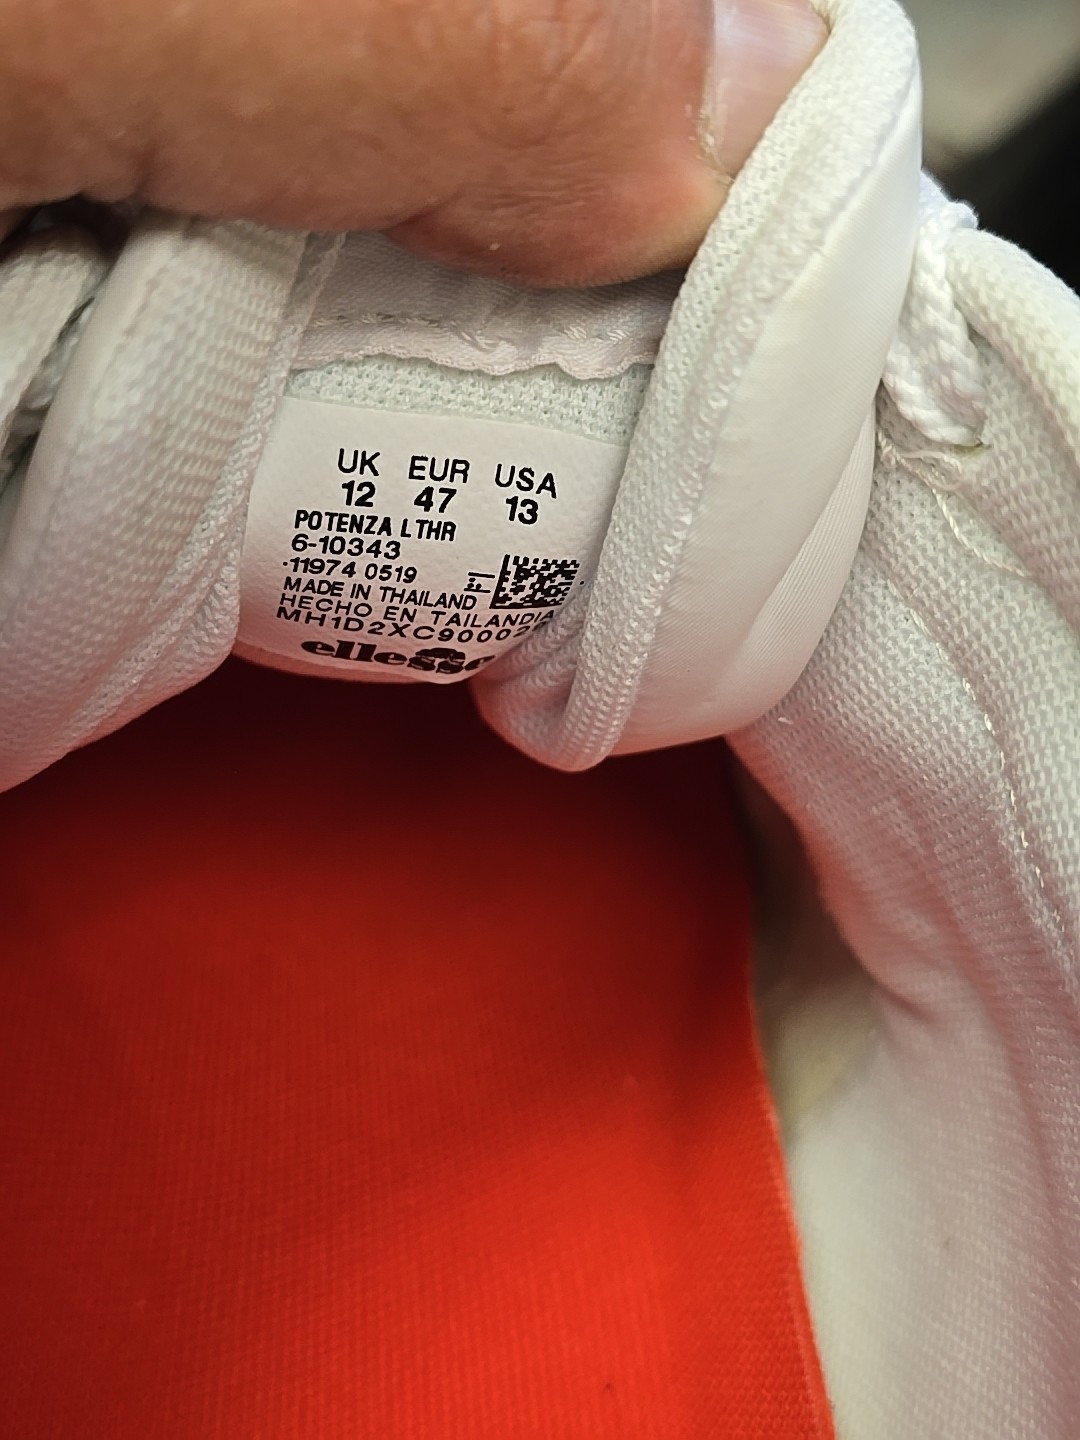 UK EUR USA
12 47 13
POTENZA LTHR
6-10343
11974 0519
MADE IN THAILAND
HECHO EN TAILANDIA
ellesse